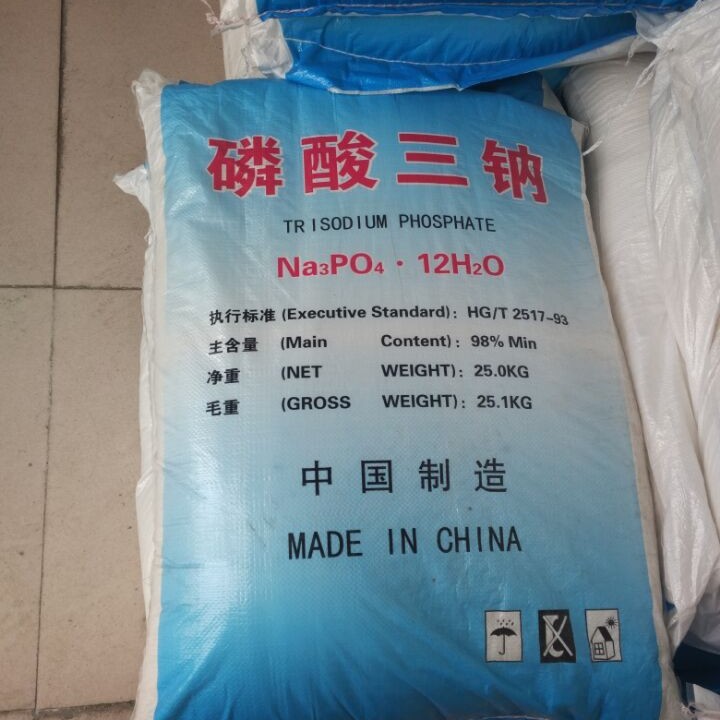 磷酸三钠
TRISODIUM PHOSPHATE
Na₃PO₄ · 12H₂O
执行标准 (Executive Standard): HG/T 2517-93
主含量 (Main Content): 98% Min
净重 (NET WEIGHT): 25.0KG
毛重 (GROSS WEIGHT): 25.1KG
中国制造
MADE IN CHINA